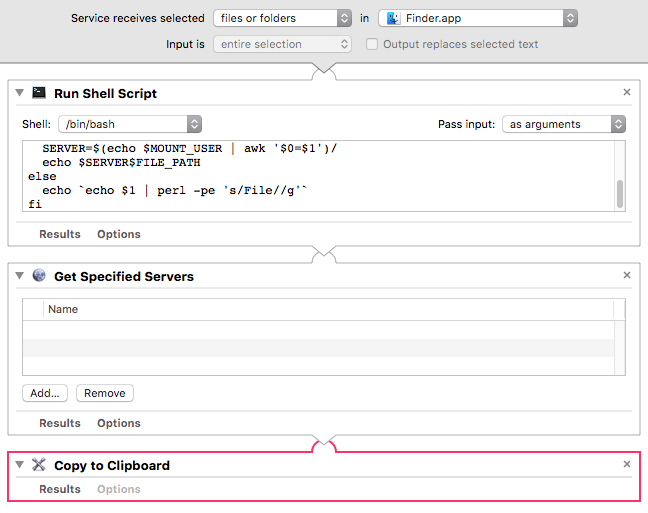 Service receives selected files or folders in Finder.app
Input is entire selection Output replaces selected text
Run Shell Script
Shell: /bin/bash Pass input: as arguments
SERVER=$(echo $MOUNT_USER | awk '$0=$1')/
echo $SERVER$FILE_PATH
else
echo `echo $1 | perl -pe 's/File//g'`
fi
Results Options
Get Specified Servers
Name
Add... Remove
Results Options
Copy to Clipboard
Results Options